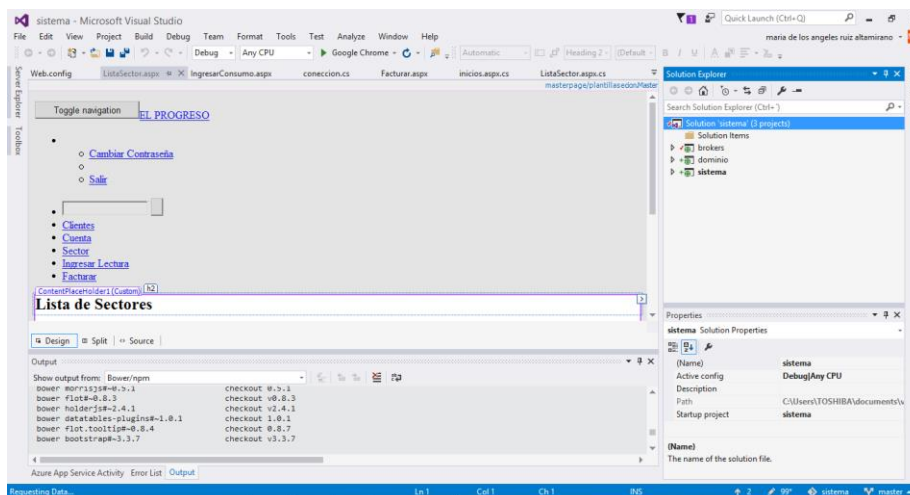 sistema - Microsoft Visual Studio
Quick Launch (Ctrl+Q)
File Edit View Project Build Debug Team Format Tools Test Analyze Window Help
maria de los angeles ruiz altamirano
Debug Any CPU Google Chrome Automatic Heading 2 (Default
Server Explorer
Toolbox
Web.config ListaSector.aspx IngresarConsumo.aspx coneccion.cs Facturar.aspx inicios.aspx.cs ListaSector.aspx.cs
masterpage/plantillasedonMaster
Toggle navigation
EL PROGRESO
Cambiar Contraseña
Salir
Clientes
Cuenta
Sector
Ingresar Lectura
Facturar
ContentPlaceHolder1 (Custom) h2
Lista de Sectores
Design Split Source
Output
Show output from: Bower/npm
bower morrisjs#~0.5.1 checkout 0.5.1
bower flot#~0.8.3 checkout v0.8.3
bower holderjs#~2.4.1 checkout v2.4.1
bower datatables-plugins#~1.0.1 checkout 1.0.1
bower flot.tooltip#~0.8.4 checkout 0.8.7
bower bootstrap#~3.3.7 checkout v3.3.7
Azure App Service Activity Error List Output
Solution Explorer
Search Solution Explorer (Ctrl+ )
Solution 'sistema' (3 projects)
Solution Items
brokers
dominio
sistema
Properties
sistema Solution Properties
(Name) sistema
Active config Debug|Any CPU
Description
Path C:\Users\TOSHIBA\documents\v
Startup project sistema
(Name)
The name of the solution file.
Requesting Data... Ln 1 Col 1 Ch 1 INS 2 99+ sistema master